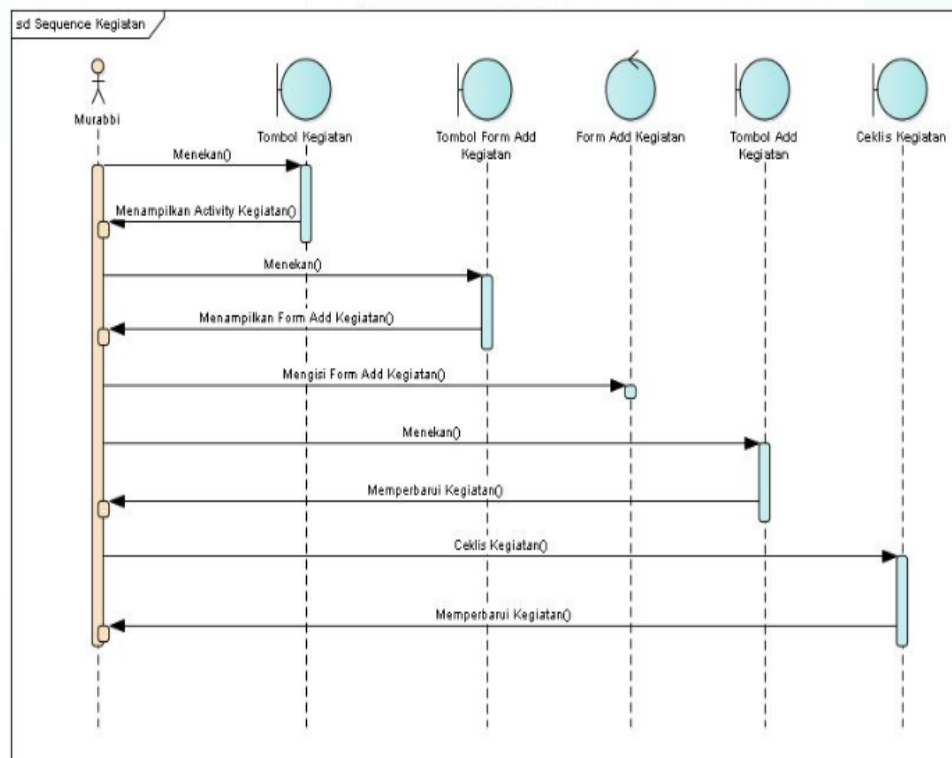 sd Sequence Kegiatan
Murabbi
Tombol Kegiatan
Tombol Form Add
Kegiatan
Form Add Kegiatan
Tombol Add
Kegiatan
Ceklis Kegiatan
Menekan()
Menampilkan Activity Kegiatan()
Menekan()
Menampilkan Form Add Kegiatan()
Mengisi Form Add Kegiatan()
Menekan()
Memperbarui Kegiatan()
Ceklis Kegiatan()
Memperbarui Kegiatan()